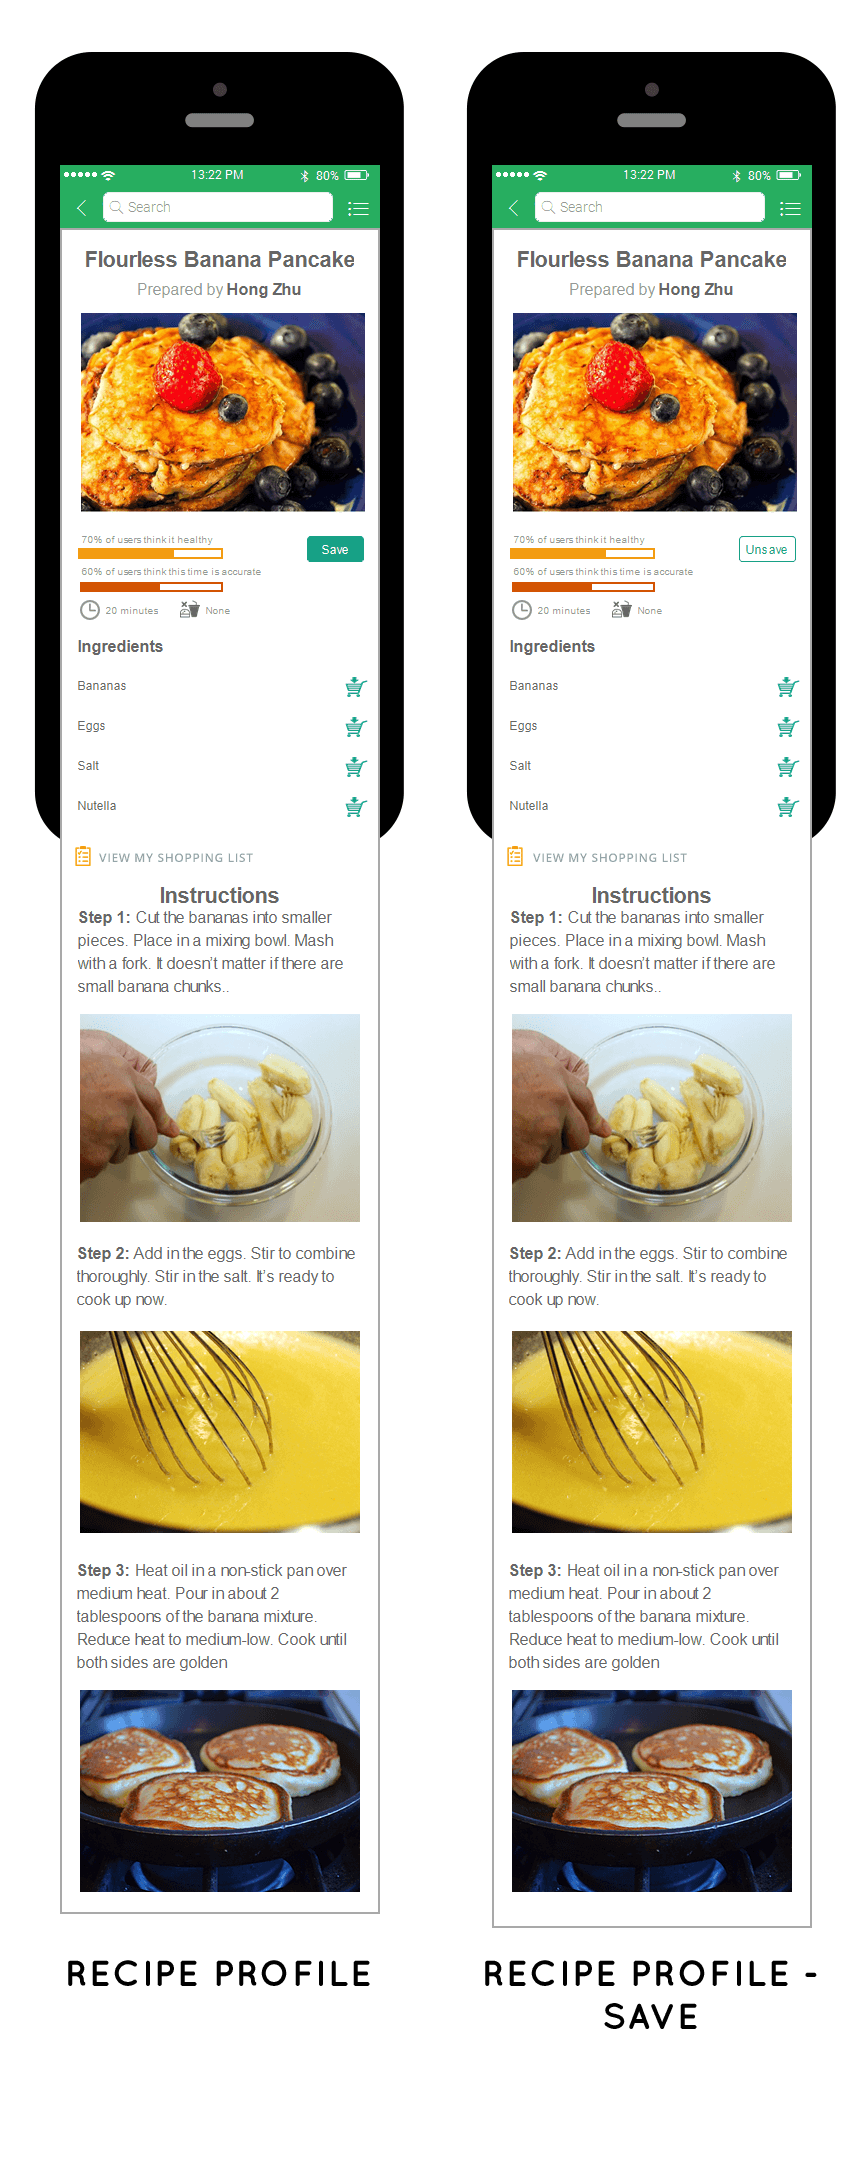 13:22 PM
80%
Search
Flourless Banana Pancake
Prepared by Hong Zhu
70% of users think it healthy
Save
60% of users think this time is accurate
20 minutes
None
Ingredients
Bananas
Eggs
Salt
Nutella
VIEW MY SHOPPING LIST
Instructions
Step 1: Cut the bananas into smaller
pieces. Place in a mixing bowl. Mash
with a fork. It doesn't matter if there are
small banana chunks..
Step 2: Add in the eggs. Stir to combine
thoroughly. Stir in the salt. It's ready to
cook up now.
Step 3: Heat oil in a non-stick pan over
medium heat. Pour in about 2
tablespoons of the banana mixture.
Reduce heat to medium-low. Cook until
both sides are golden
RECIPE PROFILE
13:22 PM
80%
Search
Flourless Banana Pancake
Prepared by Hong Zhu
70% of users think it healthy
Unsave
60% of users think this time is accurate
20 minutes
None
Ingredients
Bananas
Eggs
Salt
Nutella
VIEW MY SHOPPING LIST
Instructions
Step 1: Cut the bananas into smaller
pieces. Place in a mixing bowl. Mash
with a fork. It doesn't matter if there are
small banana chunks..
Step 2: Add in the eggs. Stir to combine
thoroughly. Stir in the salt. It's ready to
cook up now.
Step 3: Heat oil in a non-stick pan over
medium heat. Pour in about 2
tablespoons of the banana mixture.
Reduce heat to medium-low. Cook until
both sides are golden
RECIPE PROFILE -
SAVE